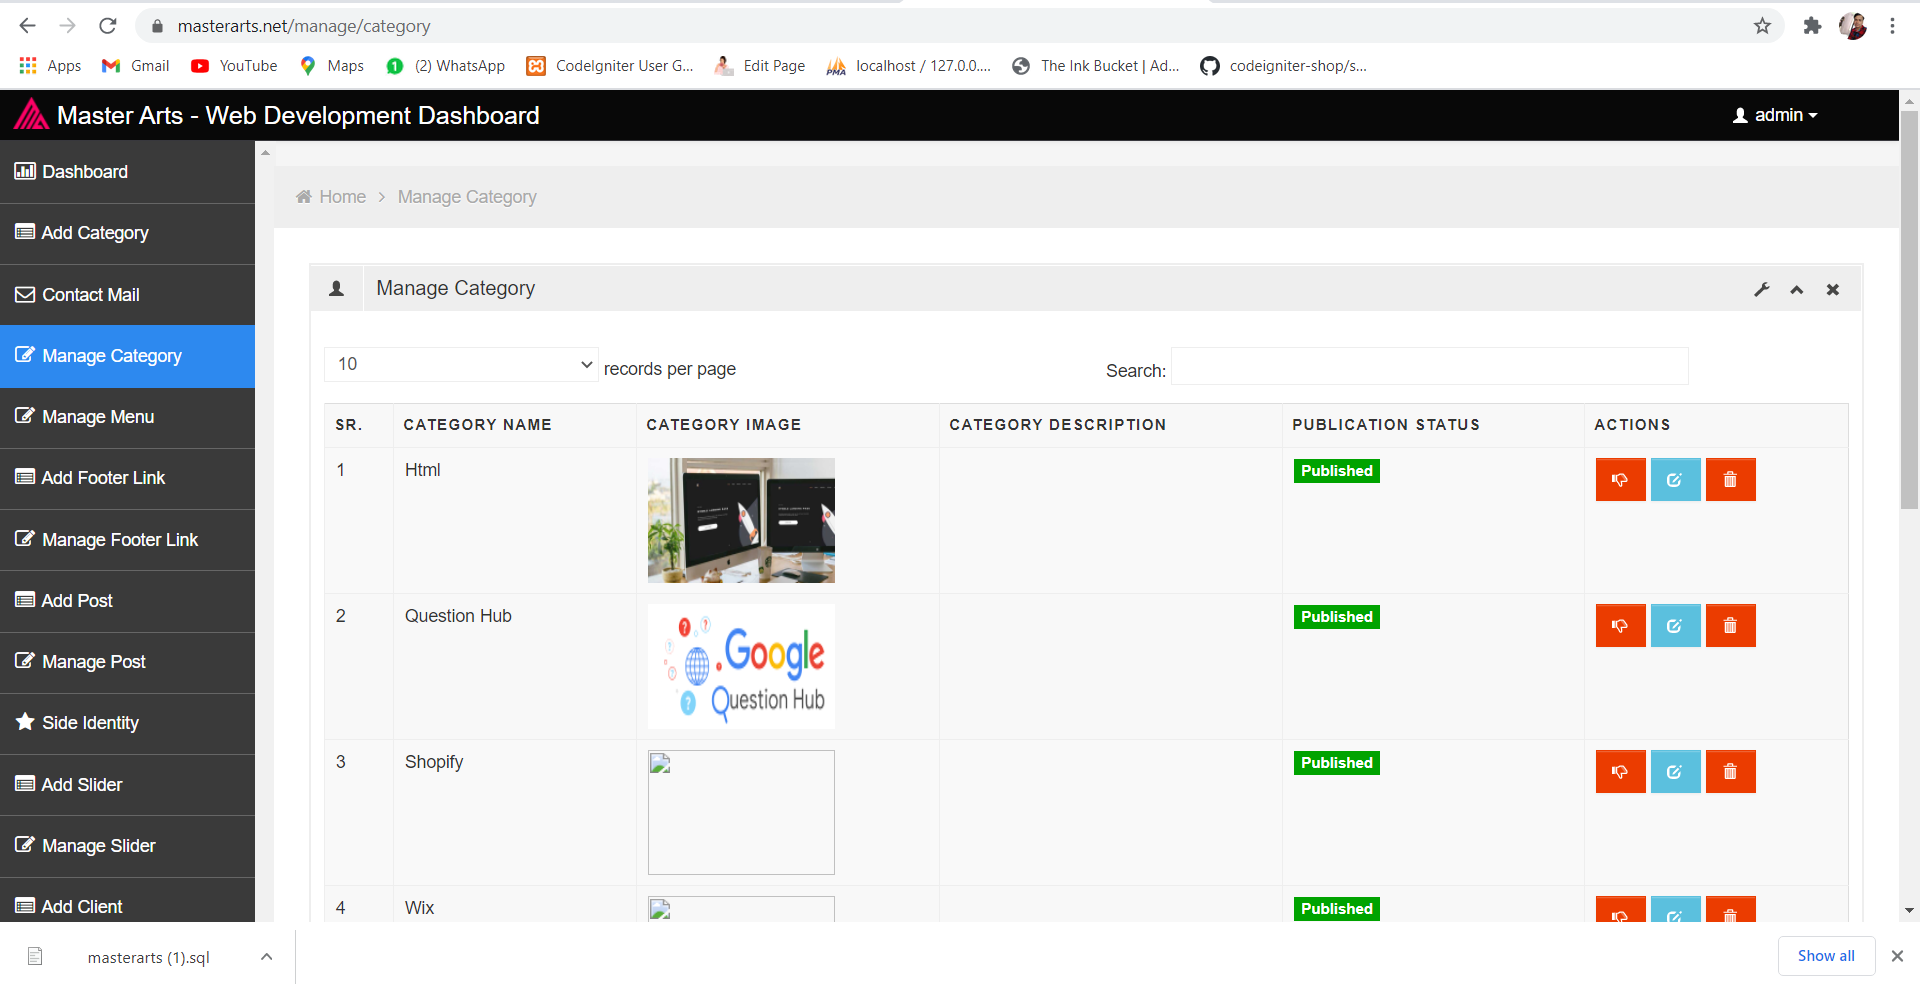 masterarts.net/manage/category
Apps Gmail YouTube Maps (2) WhatsApp CodeIgniter User G... Edit Page localhost / 127.0.0.... The Ink Bucket | Ad... codeigniter-shop/s...
Master Arts - Web Development Dashboard admin
Dashboard
Add Category
Contact Mail
Manage Category
Manage Menu
Add Footer Link
Manage Footer Link
Add Post
Manage Post
Side Identity
Add Slider
Manage Slider
Add Client
Home > Manage Category
Manage Category
10 records per page Search:
SR. CATEGORY NAME CATEGORY IMAGE CATEGORY DESCRIPTION PUBLICATION STATUS ACTIONS
1 Html Published
2 Question Hub Google Published
Question Hub
3 Shopify Published
4 Wix Published
masterarts (1).sql Show all